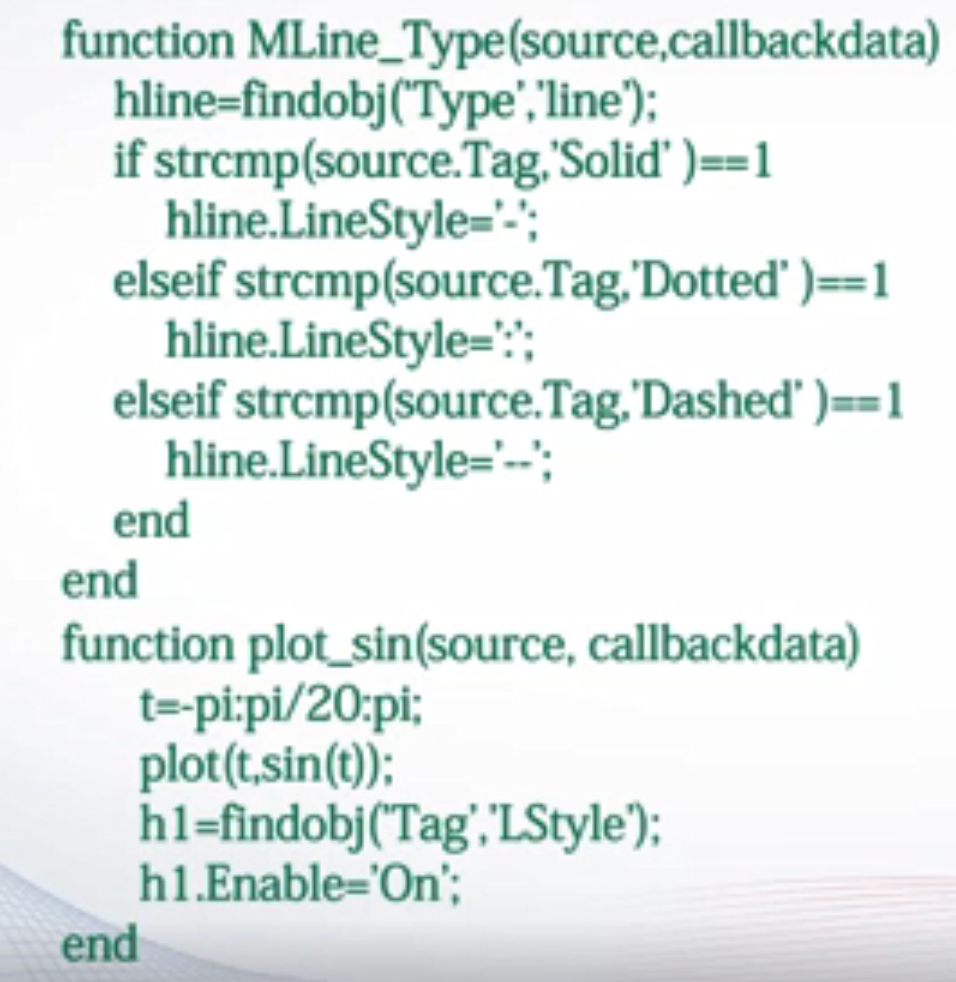 function MLine_Type(source,callbackdata)
hline=findobj('Type','line');
if strcmp(source.Tag,'Solid' )==1
hline.LineStyle='-';
elseif strcmp(source.Tag,'Dotted' )==1
hline.LineStyle=':';
elseif strcmp(source.Tag,'Dashed' )==1
hline.LineStyle='--';
end
end
function plot_sin(source, callbackdata)
t=-pi:pi/20:pi;
plot(t,sin(t));
h1=findobj('Tag','LStyle');
h1.Enable='On';
end